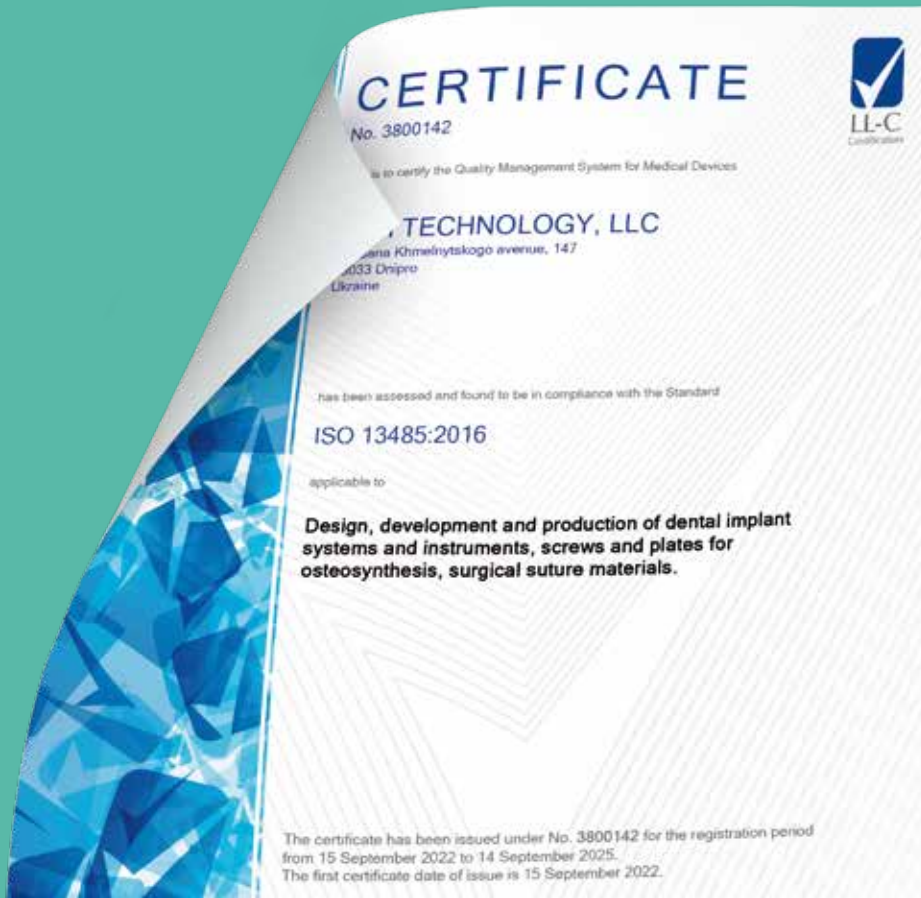 CERTIFICATE
No. 3800142
LL-C
Certification
is to certify the Quality Management System for Medical Devices
TECHNOLOGY, LLC
Khmelnytskogo avenue, 147
Dnipro
Ukraine
has been assessed and found to be in compliance with the Standard
ISO 13485:2016
applicable to
Design, development and production of dental implant
systems and instruments, screws and plates for
osteosynthesis, surgical suture materials.
The certificate has been issued under No. 3800142 for the registration period
from 15 September 2022 to 14 September 2025.
The first certificate date of issue is 15 September 2022.